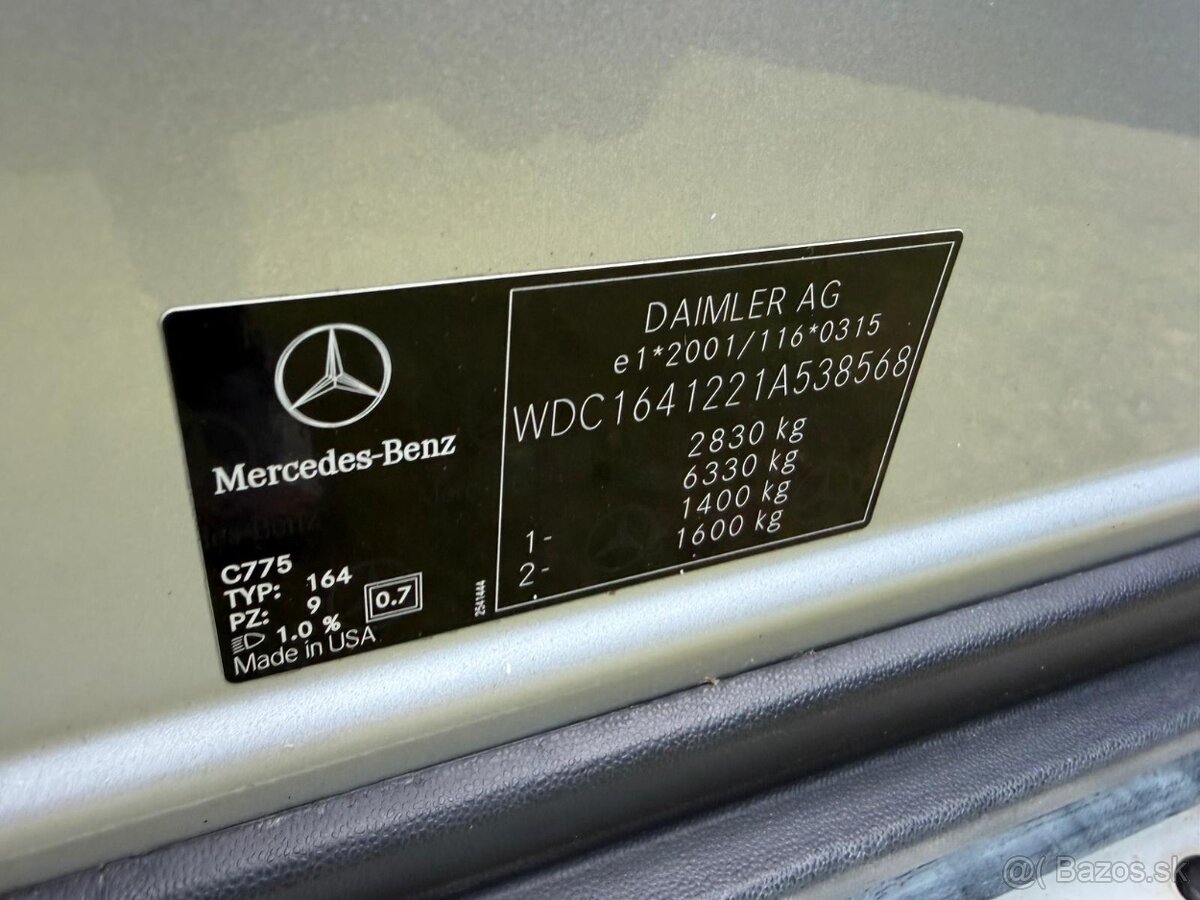 Mercedes-Benz
C775
TYP: 164
PZ: 9
1.0 %
0.7
Made in USA
2541444
DAIMLER AG
e1*2001/116*0315
WDC1641221A538568
2830 kg
6330 kg
1- 1400 kg
2- 1600 kg
@( Bazos.sk